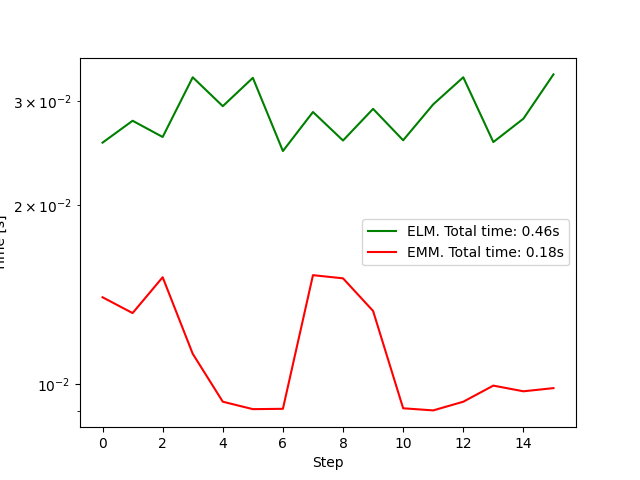 3 × 10⁻²
2 × 10⁻²
10⁻²
Time [s]
ELM. Total time: 0.46s
EMM. Total time: 0.18s
0 2 4 6 8 10 12 14
Step